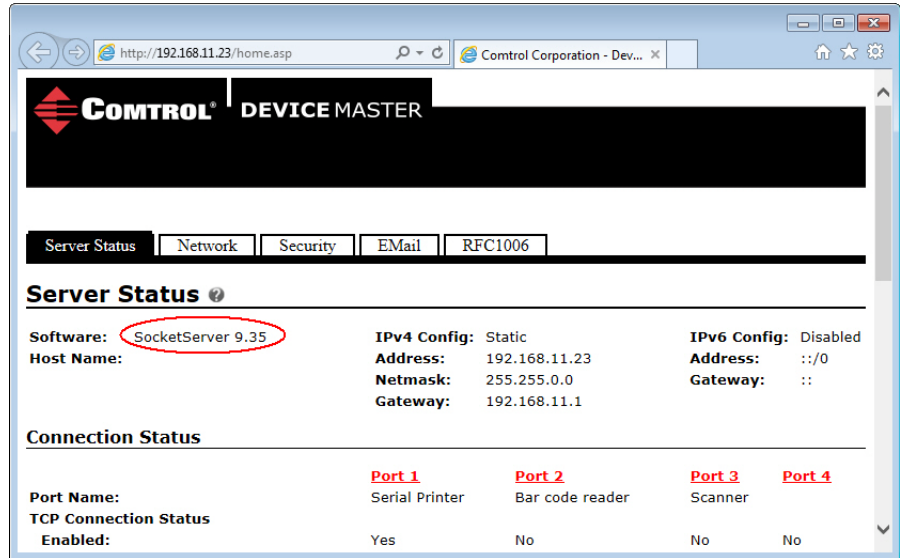 http://192.168.11.23/home.asp
Comtrol Corporation - Dev...
COMTROL® DEVICEMASTER
Server Status Network Security EMail RFC1006
Server Status ?
Software: SocketServer 9.35 IPv4 Config: Static IPv6 Config: Disabled
Host Name: Address: 192.168.11.23 Address: ::/0
Netmask: 255.255.0.0 Gateway: ::
Gateway: 192.168.11.1
Connection Status
Port 1 Port 2 Port 3 Port 4
Port Name: Serial Printer Bar code reader Scanner
TCP Connection Status
Enabled: Yes No No No